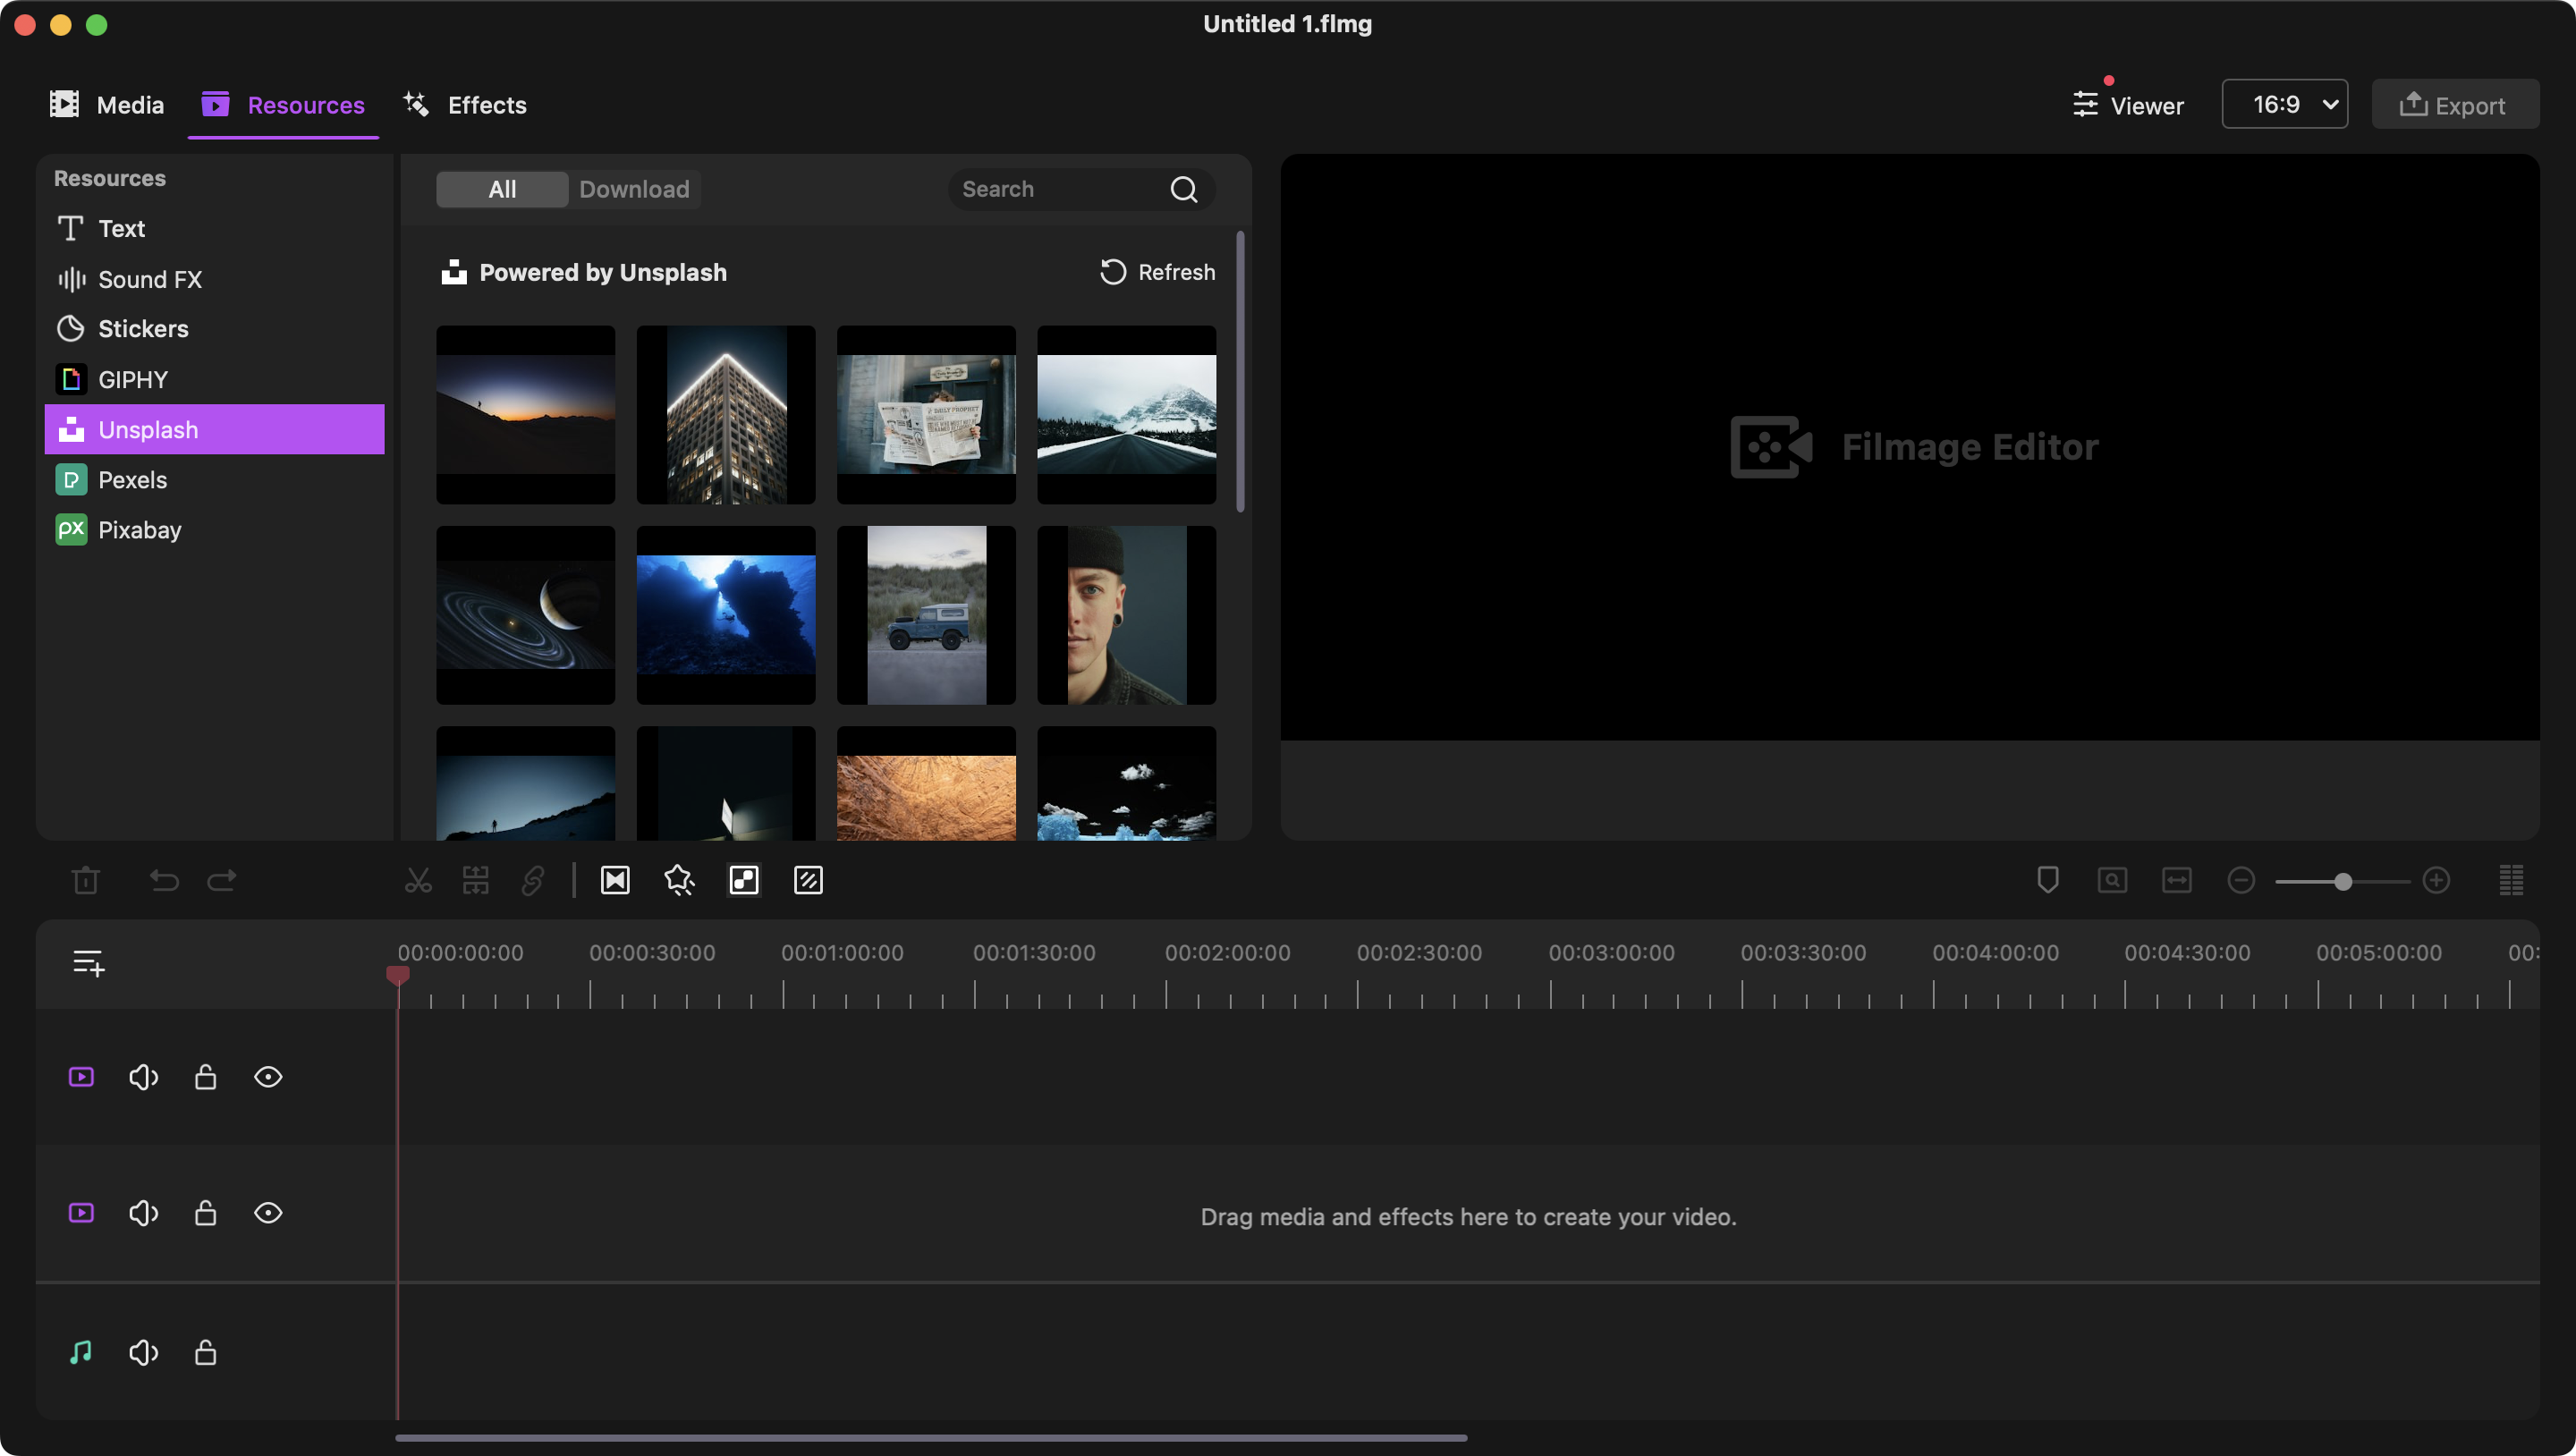 Untitled 1.flmg
Media Resources Effects
Viewer 16:9 Export
Resources
Text
Sound FX
Stickers
GIPHY
Unsplash
Pexels
Pixabay
All Download Search
Powered by Unsplash Refresh
DAILY PROPHET
Filmage Editor
00:00:00:00 00:00:30:00 00:01:00:00 00:01:30:00 00:02:00:00 00:02:30:00 00:03:00:00 00:03:30:00 00:04:00:00 00:04:30:00 00:05:00:00 00:
Drag media and effects here to create your video.